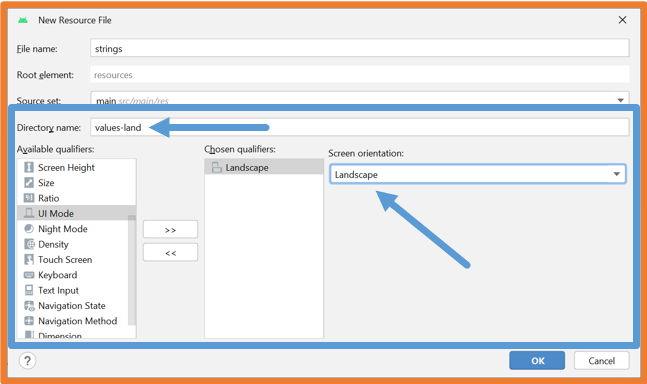 New Resource File
File name: strings
Root element: resources
Source set: main src/main/res
Directory name: values-land
Available qualifiers:
Screen Height
Size
Ratio
UI Mode
Night Mode
Density
Touch Screen
Keyboard
Text Input
Navigation State
Navigation Method
Dimension
>>
<<
Chosen qualifiers:
Landscape
Screen orientation:
Landscape
?
OK
Cancel